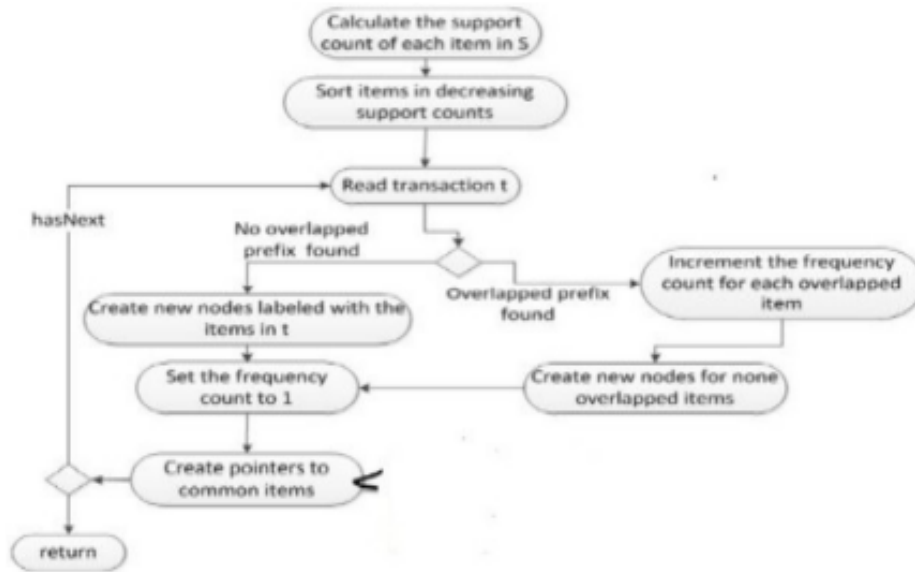 Calculate the support
count of each item in S
Sort items in decreasing
support counts
Read transaction t
hasNext
No overlapped
prefix found
Overlapped prefix
found
Increment the frequency
count for each overlapped
item
Create new nodes labeled with the
items in t
Set the frequency
count to 1
Create new nodes for none
overlapped items
Create pointers to
common items
return